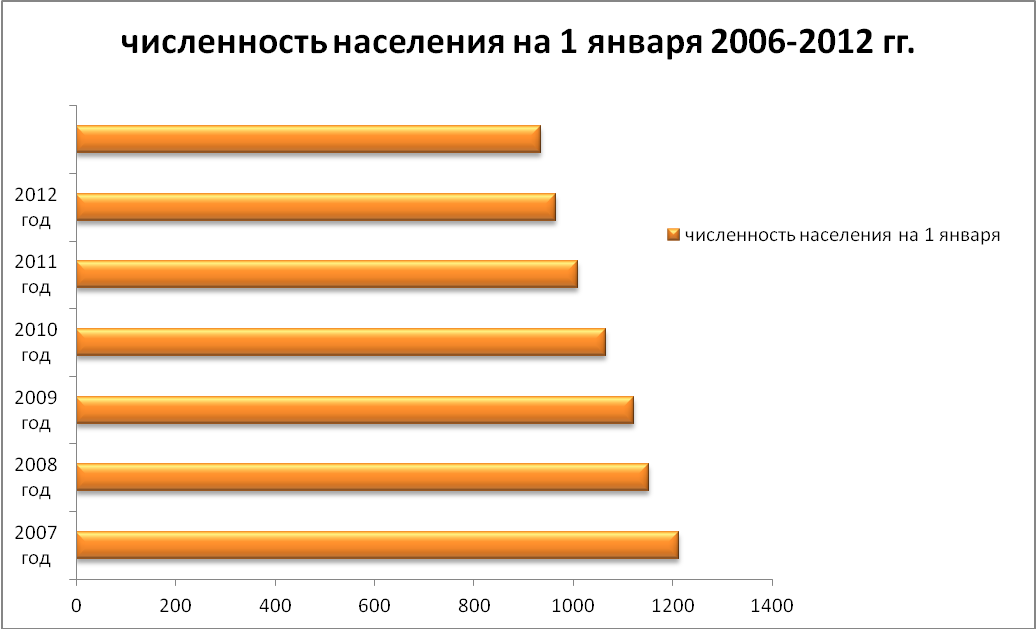 численность населения на 1 января 2006-2012 гг.
2012
год
2011
год
2010
год
2009
год
2008
год
2007
год
численность населения на 1 января
0 200 400 600 800 1000 1200 1400